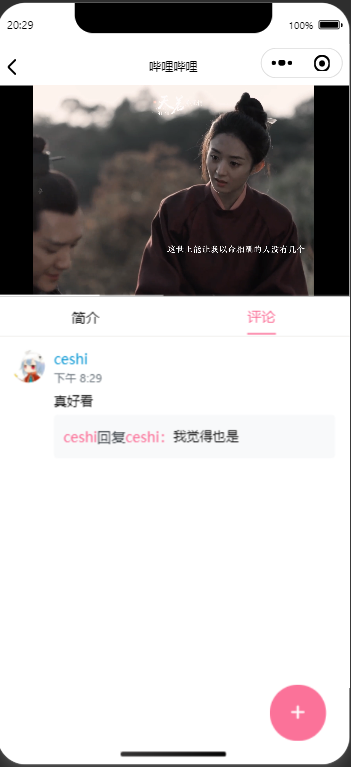 20:29
100%
哔哩哔哩
这世上能让我以命相酬的人没有几个
简介
评论
ceshi
下午 8:29
真好看
ceshi回复ceshi：我觉得也是
+